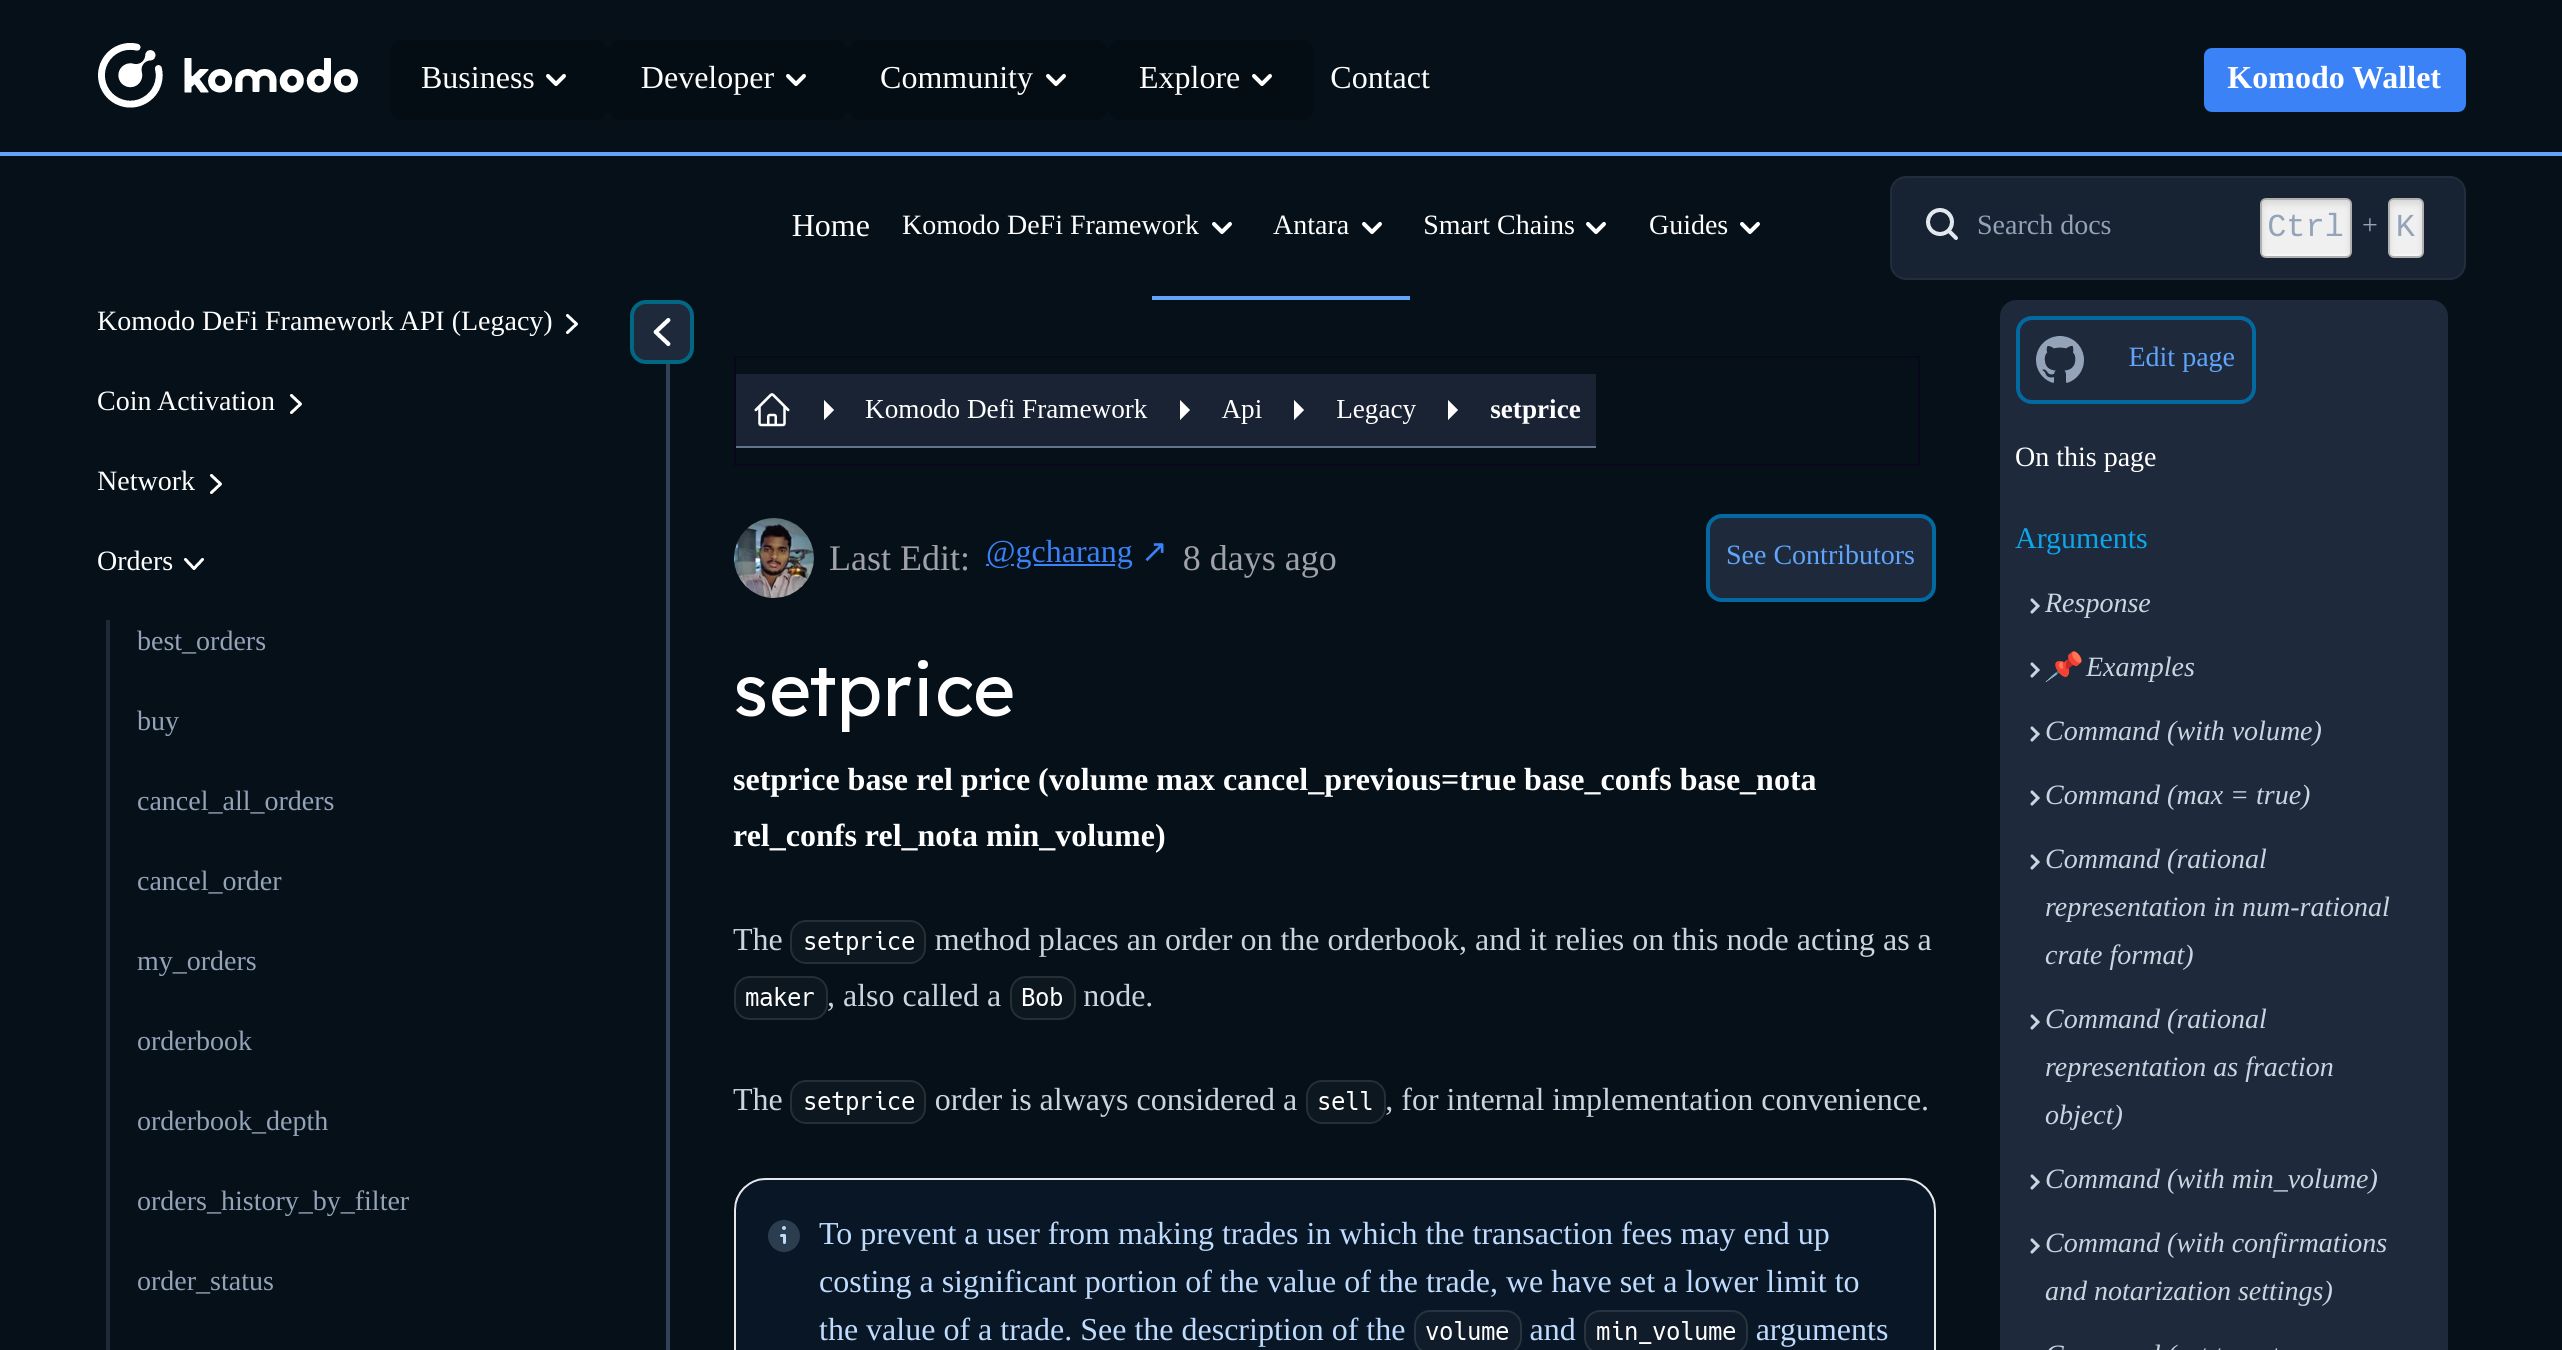 komodo
Business
Developer
Community
Explore
Contact
Komodo Wallet
Home
Komodo DeFi Framework
Antara
Smart Chains
Guides
Search docs
Ctrl + K
Komodo DeFi Framework API (Legacy)
Coin Activation
Network
Orders
best_orders
buy
cancel_all_orders
cancel_order
my_orders
orderbook
orderbook_depth
orders_history_by_filter
order_status
Komodo Defi Framework
Api
Legacy
setprice
Last Edit: @gcharang ↗ 8 days ago
See Contributors
setprice
setprice base rel price (volume max cancel_previous=true base_confs base_nota
rel_confs rel_nota min_volume)
The setprice method places an order on the orderbook, and it relies on this node acting as a
maker, also called a Bob node.
The setprice order is always considered a sell, for internal implementation convenience.
To prevent a user from making trades in which the transaction fees may end up
costing a significant portion of the value of the trade, we have set a lower limit to
the value of a trade. See the description of the volume and min_volume arguments
Edit page
On this page
Arguments
Response
📌 Examples
Command (with volume)
Command (max = true)
Command (rational
representation in num-rational
crate format)
Command (rational
representation as fraction
object)
Command (with min_volume)
Command (with confirmations
and notarization settings)